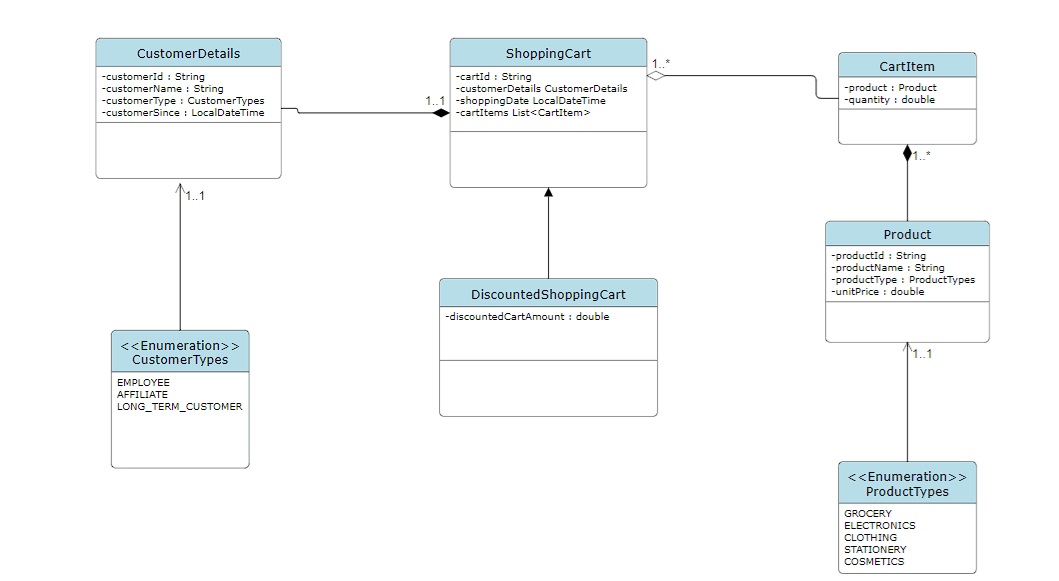 CustomerDetails
-customerId : String
-customerName : String
-customerType : CustomerTypes
-customerSince : LocalDateTime
1..1
ShoppingCart
-cartId : String
-customerDetails CustomerDetails
-shoppingDate LocalDateTime
-cartItems List<CartItem>
1..*
CartItem
-product : Product
-quantity : double
1..*
1..1
DiscountedShoppingCart
-discountedCartAmount : double
Product
-productId : String
-productName : String
-productType : ProductTypes
-unitPrice : double
1..1
<<Enumeration>>
CustomerTypes
EMPLOYEE
AFFILIATE
LONG_TERM_CUSTOMER
<<Enumeration>>
ProductTypes
GROCERY
ELECTRONICS
CLOTHING
STATIONERY
COSMETICS